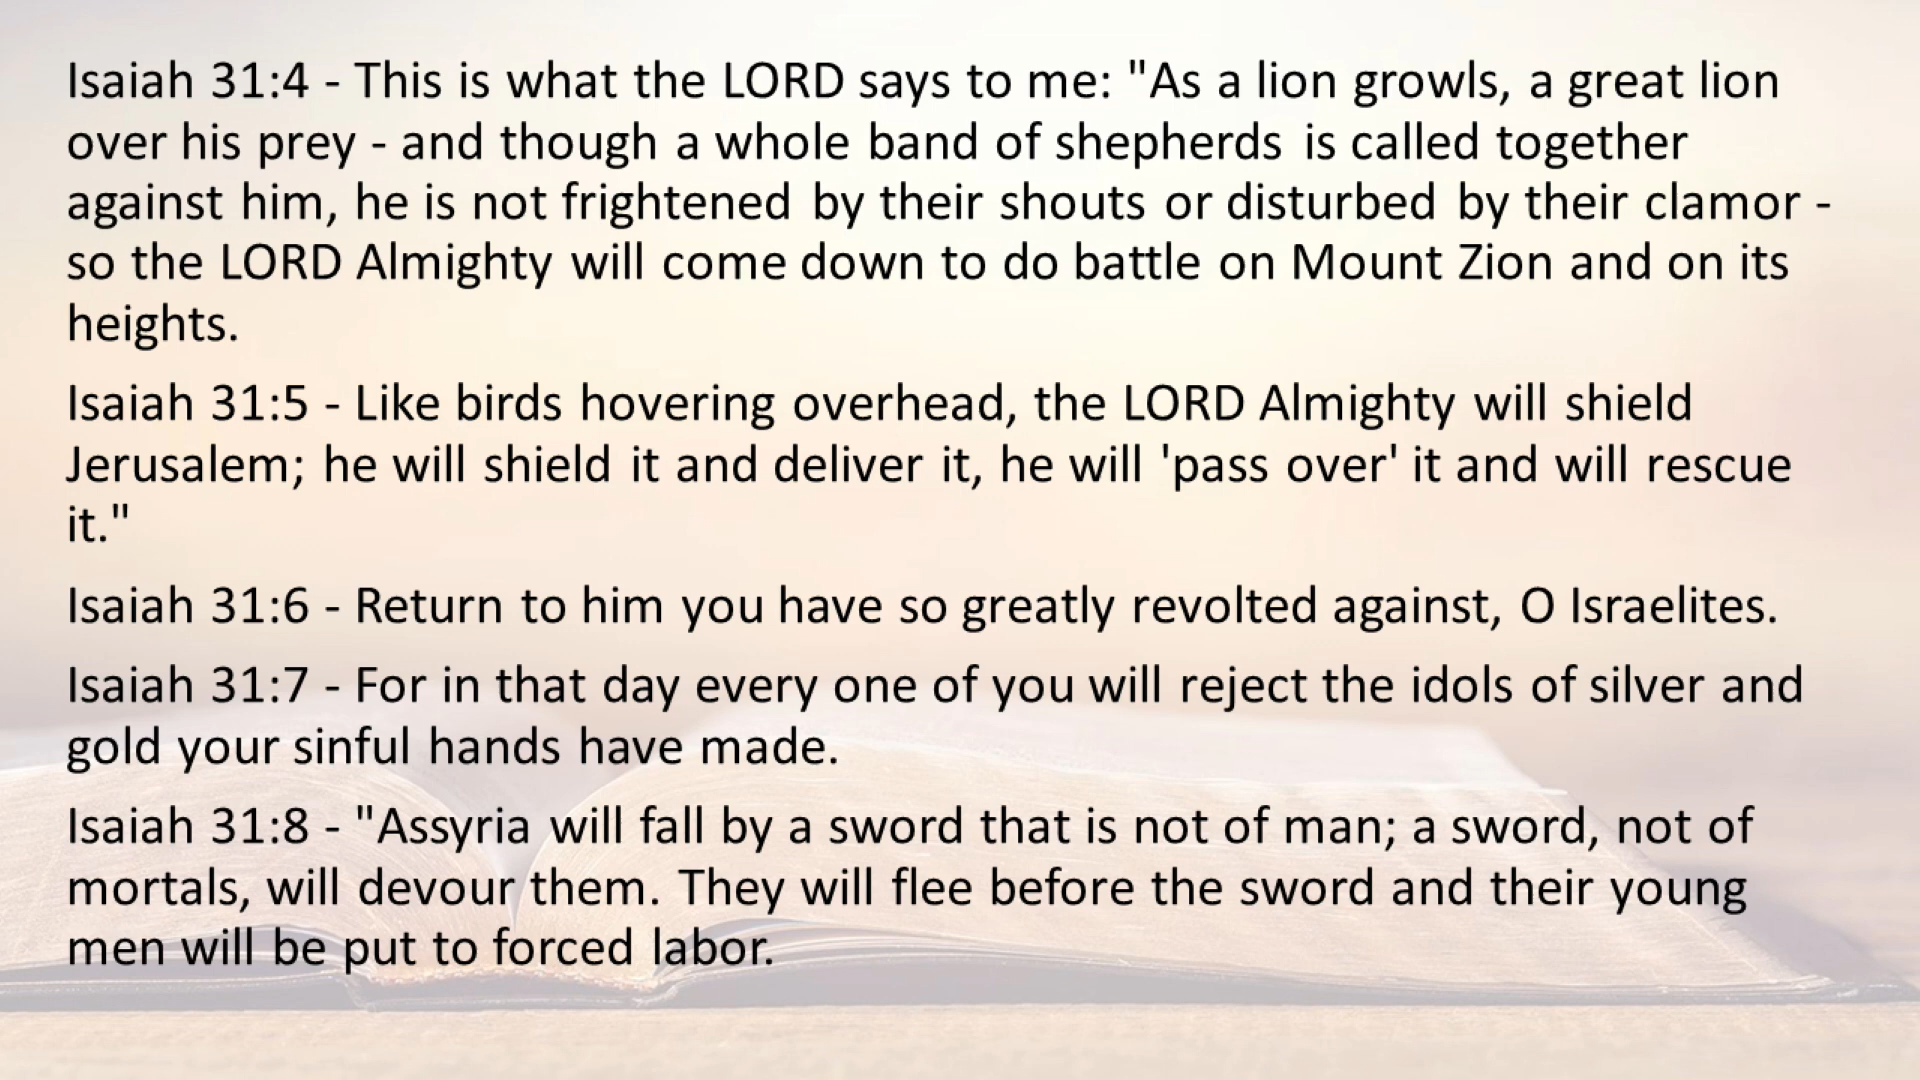 Isaiah 31:4 - This is what the LORD says to me: "As a lion growls, a great lion
over his prey - and though a whole band of shepherds is called together
against him, he is not frightened by their shouts or disturbed by their clamor -
so the LORD Almighty will come down to do battle on Mount Zion and on its
heights.
Isaiah 31:5 - Like birds hovering overhead, the LORD Almighty will shield
Jerusalem; he will shield it and deliver it, he will 'pass over' it and will rescue
it."
Isaiah 31:6 - Return to him you have so greatly revolted against, O Israelites.
Isaiah 31:7 - For in that day every one of you will reject the idols of silver and
gold your sinful hands have made.
Isaiah 31:8 - "Assyria will fall by a sword that is not of man; a sword, not of
mortals, will devour them. They will flee before the sword and their young
men will be put to forced labor.